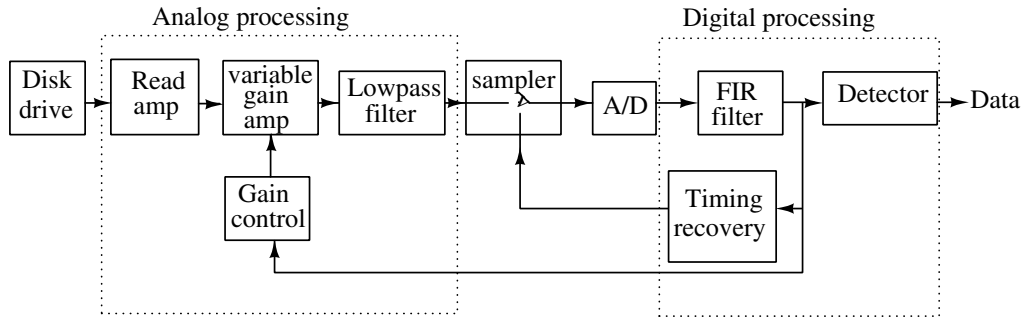 Analog processing
Digital processing
Disk
drive
Read
amp
variable
gain
amp
Lowpass
filter
sampler
A/D
FIR
filter
Detector
Data
Gain
control
Timing
recovery